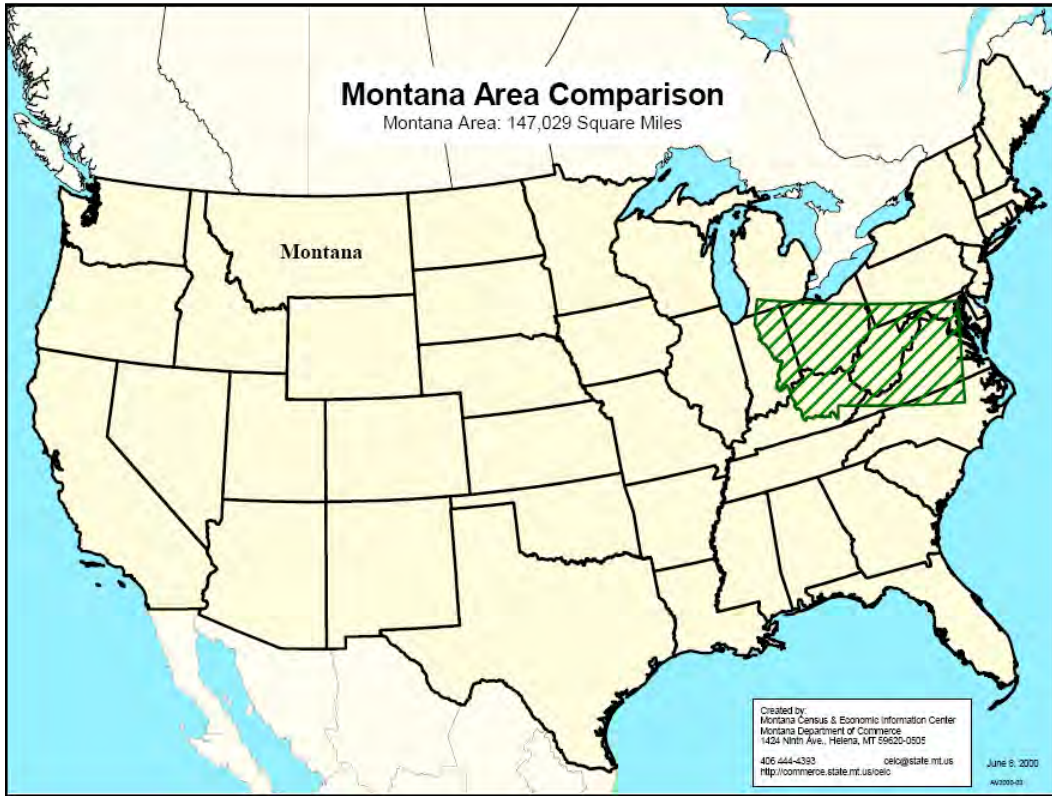 Montana Area Comparison
Montana Area: 147,029 Square Miles
Montana
Created by:
Montana Census & Economic Information Center
Montana Department of Commerce
1424 Ninth Ave., Helena, MT 59620-0505
406 444-4393 ceic@state.mt.us
http://commerce.state.mt.us/ceic
June 8, 2000